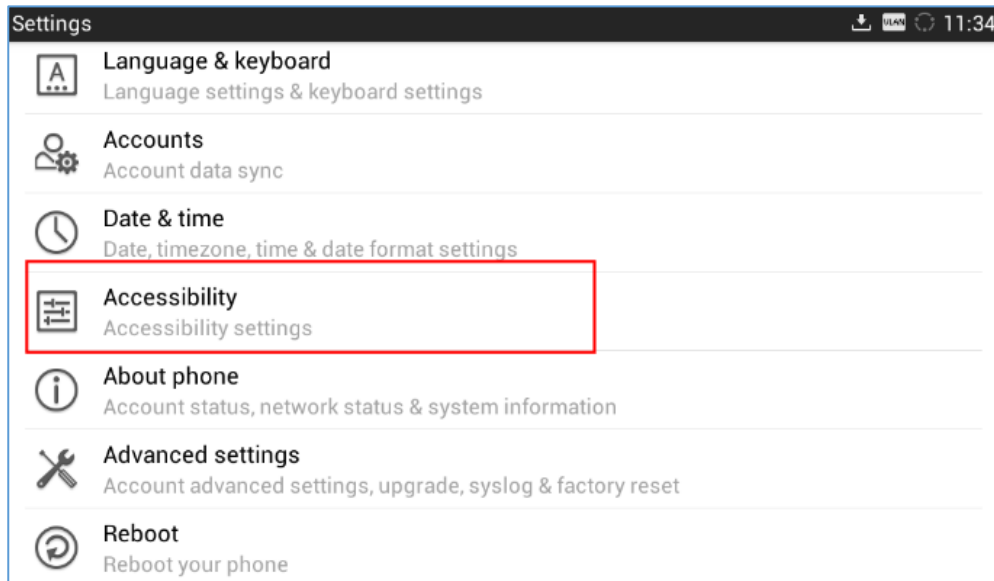 Settings
VLAN
11:34
A
Language & keyboard
Language settings & keyboard settings
Accounts
Account data sync
Date & time
Date, timezone, time & date format settings
Accessibility
Accessibility settings
About phone
Account status, network status & system information
Advanced settings
Account advanced settings, upgrade, syslog & factory reset
Reboot
Reboot your phone